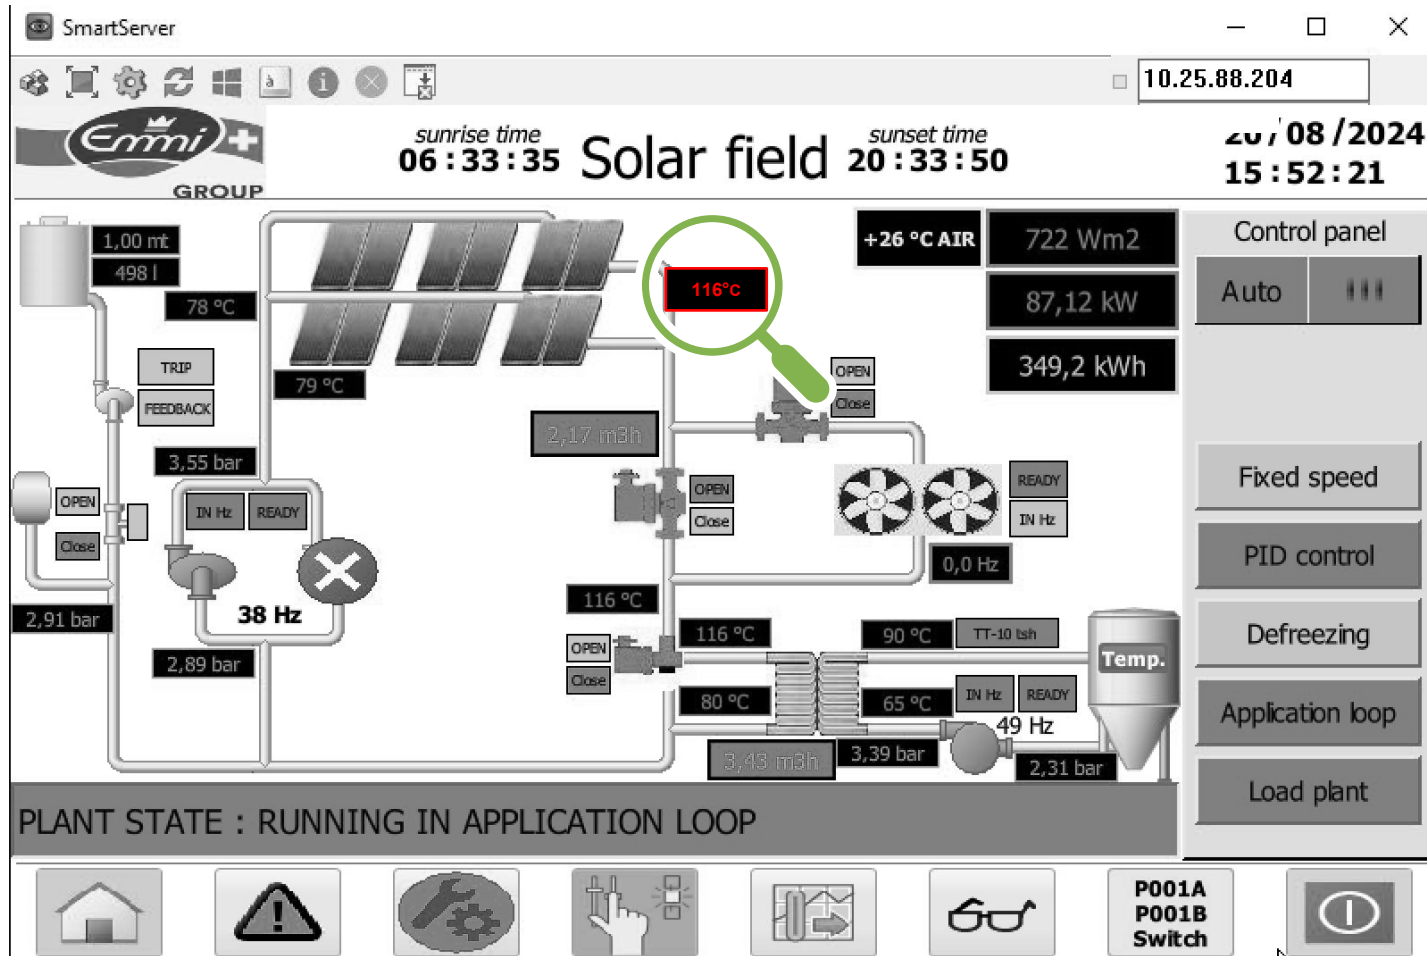 SmartServer
10.25.88.204
Emmi
GROUP
sunrise time
06:33:35
Solar field
sunset time
20:33:50
20/08/2024
15:52:21
1,00 mt
498 l
78 °C
79 °C
116°C
+26 °C AIR
722 Wm2
87,12 kW
349,2 kWh
Control panel
Auto
TRIP
FEEDBACK
OPEN
Close
2,17 m3h
3,55 bar
IN Hz
READY
OPEN
Close
OPEN
Close
READY
IN Hz
0,0 Hz
Fixed speed
PID control
Defreezing
Application loop
Load plant
2,91 bar
38 Hz
2,89 bar
116 °C
OPEN
Close
116 °C
80 °C
90 °C
TT-10 tsh
65 °C
IN Hz
READY
49 Hz
Temp.
3,43 m3h
3,39 bar
2,31 bar
PLANT STATE : RUNNING IN APPLICATION LOOP
P001A
P001B
Switch